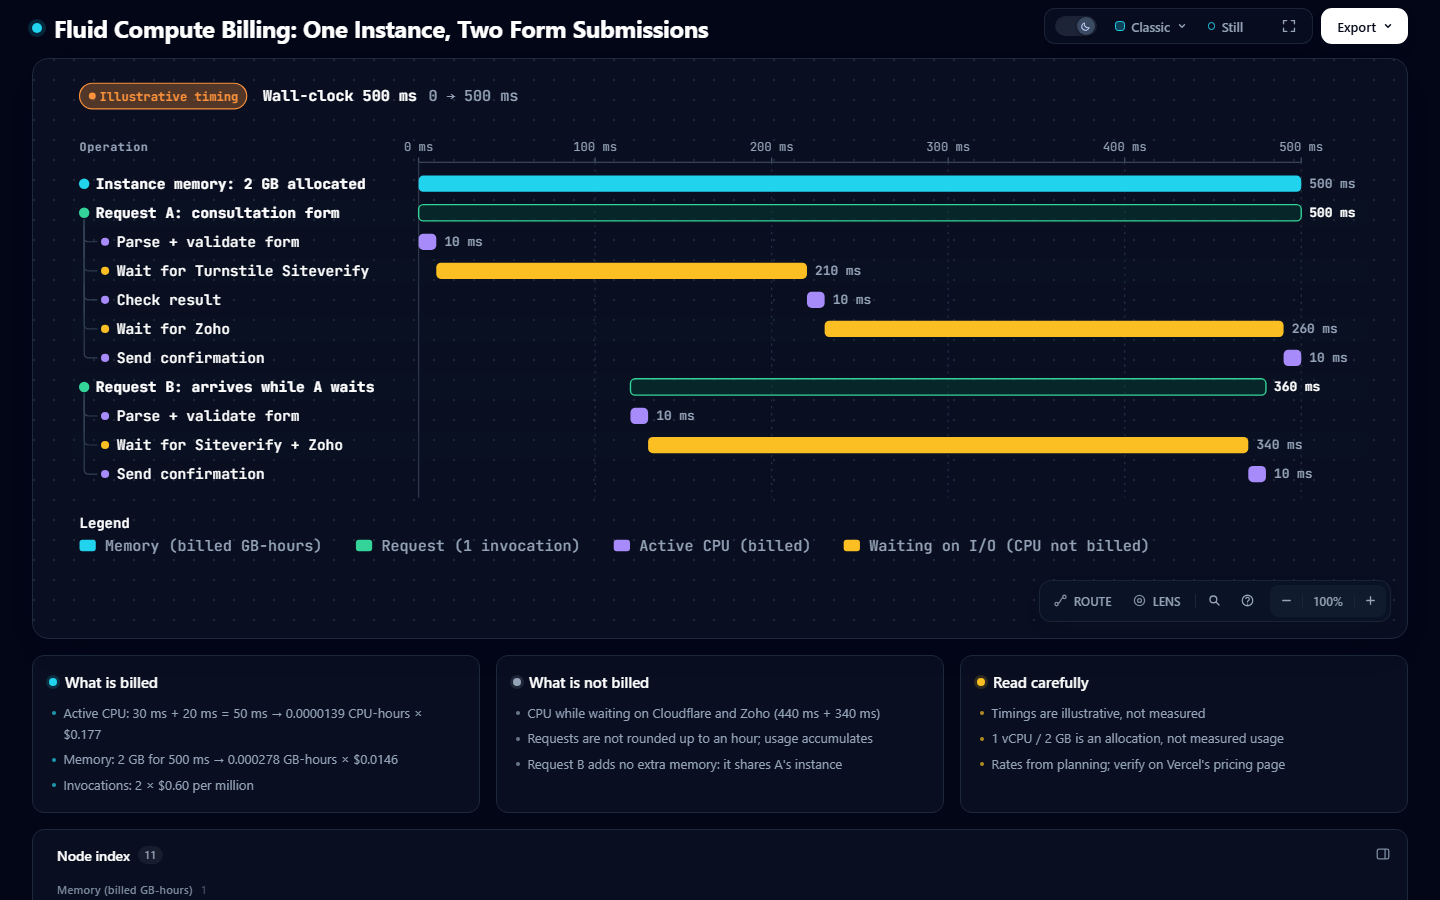 Fluid Compute Billing: One Instance, Two Form Submissions
Classic
Still
Export
Illustrative timing
Wall-clock 500 ms 0 → 500 ms
Operation
0 ms
100 ms
200 ms
300 ms
400 ms
500 ms
Instance memory: 2 GB allocated
500 ms
Request A: consultation form
500 ms
Parse + validate form
10 ms
Wait for Turnstile Siteverify
210 ms
Check result
10 ms
Wait for Zoho
260 ms
Send confirmation
10 ms
Request B: arrives while A waits
360 ms
Parse + validate form
10 ms
Wait for Siteverify + Zoho
340 ms
Send confirmation
10 ms
Legend
Memory (billed GB-hours)
Request (1 invocation)
Active CPU (billed)
Waiting on I/O (CPU not billed)
ROUTE
LENS
− 100% +
What is billed
• Active CPU: 30 ms + 20 ms = 50 ms → 0.0000139 CPU-hours ×
$0.177
• Memory: 2 GB for 500 ms → 0.000278 GB-hours × $0.0146
• Invocations: 2 × $0.60 per million
What is not billed
• CPU while waiting on Cloudflare and Zoho (440 ms + 340 ms)
• Requests are not rounded up to an hour; usage accumulates
• Request B adds no extra memory: it shares A's instance
Read carefully
• Timings are illustrative, not measured
• 1 vCPU / 2 GB is an allocation, not measured usage
• Rates from planning; verify on Vercel's pricing page
Node index 11
Memory (billed GB-hours) 1